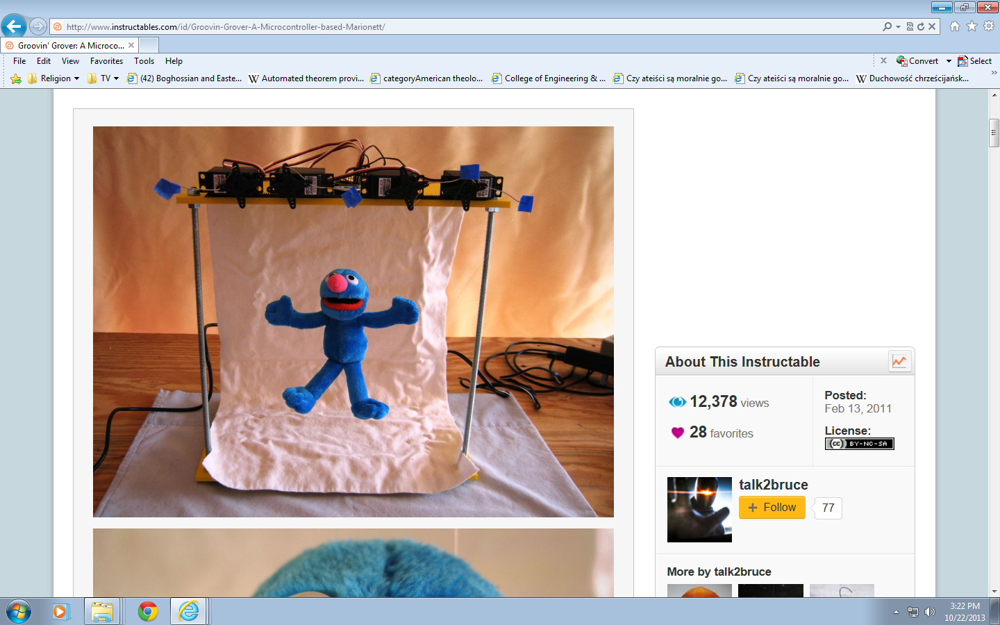 http://www.instructables.com/id/Groovin-Grover-A-Microcontroller-based-Marionett/
Groovin' Grover: A Microco...
File Edit View Favorites Tools Help
Convert Select
Religion TV (42) Boghossian and Easte... Automated theorem provi... categoryAmerican theolo... College of Engineering & ... Czy ateiści są moralnie go... Czy ateiści są moralnie go... Duchowość chrześcijańsk...
About This Instructable
12,378 views
28 favorites
Posted:
Feb 13, 2011
License:
cc BY-NC-SA
talk2bruce
+ Follow 77
More by talk2bruce
3:22 PM
10/22/2013